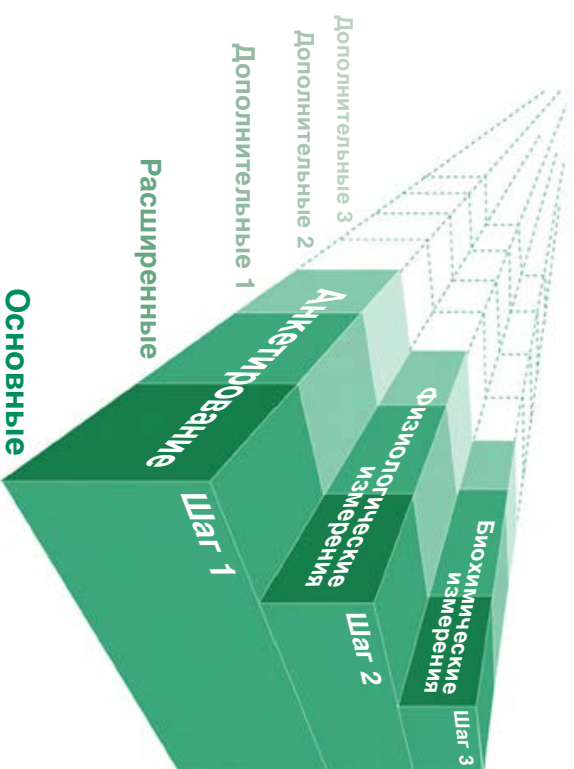 Дополнительные 3
Дополнительные 2
Дополнительные 1
Расширенные
Основные
Анкетирование
Шаг 1
Физиологические
измерения
Шаг 2
Биохимические
измерения
Шаг 3